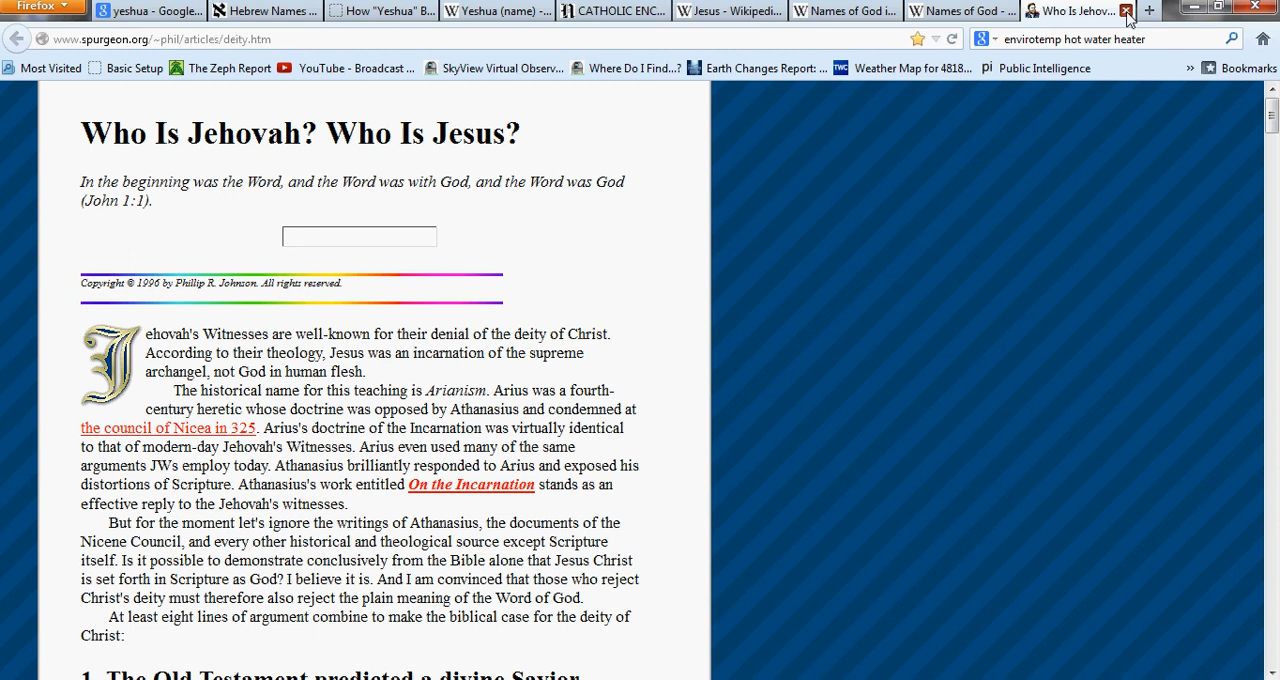 Firefox
yeshua - Google...
Hebrew Names ...
How "Yeshua" B...
Yeshua (name) -...
CATHOLIC ENC...
Jesus - Wikipedi...
Names of God i...
Names of God - ...
Who Is Jehov...
www.spurgeon.org/~phil/articles/deity.htm
envirotemp hot water heater
Most Visited
Basic Setup
The Zeph Report
YouTube - Broadcast ...
SkyView Virtual Observ...
Where Do I Find...?
Earth Changes Report: ...
TWC
Weather Map for 4818...
pi
Public Intelligence
»
Bookmarks
Who Is Jehovah? Who Is Jesus?
In the beginning was the Word, and the Word was with God, and the Word was God
(John 1:1).
Copyright © 1996 by Phillip R. Johnson. All rights reserved.
Jehovah's Witnesses are well-known for their denial of the deity of Christ.
According to their theology, Jesus was an incarnation of the supreme
archangel, not God in human flesh.
The historical name for this teaching is Arianism. Arius was a fourth-
century heretic whose doctrine was opposed by Athanasius and condemned at
the council of Nicea in 325. Arius's doctrine of the Incarnation was virtually identical
to that of modern-day Jehovah's Witnesses. Arius even used many of the same
arguments JWs employ today. Athanasius brilliantly responded to Arius and exposed his
distortions of Scripture. Athanasius's work entitled On the Incarnation stands as an
effective reply to the Jehovah's witnesses.
But for the moment let's ignore the writings of Athanasius, the documents of the
Nicene Council, and every other historical and theological source except Scripture
itself. Is it possible to demonstrate conclusively from the Bible alone that Jesus Christ
is set forth in Scripture as God? I believe it is. And I am convinced that those who reject
Christ's deity must therefore also reject the plain meaning of the Word of God.
At least eight lines of argument combine to make the biblical case for the deity of
Christ:
1. The Old Testament predicted a divine Savior